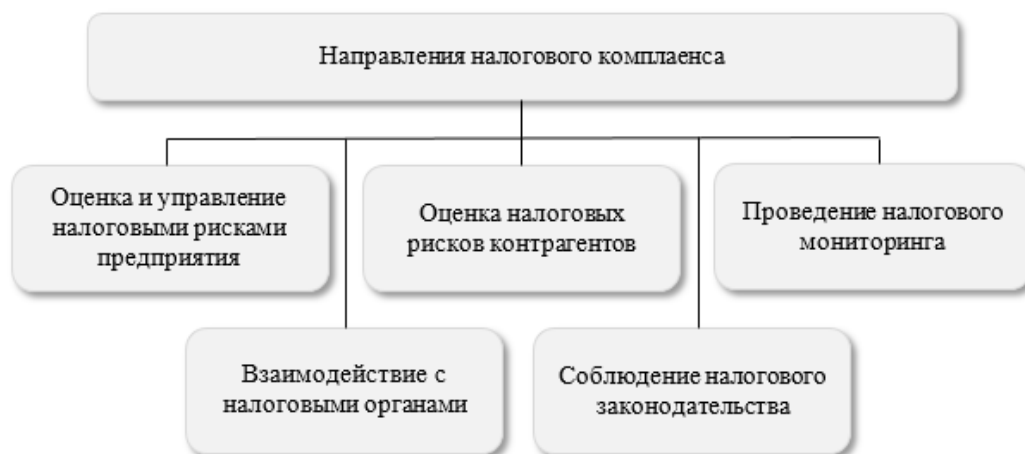 Направления налогового комплаенса
Оценка и управление
налоговыми рисками
предприятия
Оценка налоговых
рисков контрагентов
Проведение налогового
мониторинга
Взаимодействие с
налоговыми органами
Соблюдение налогового
законодательства